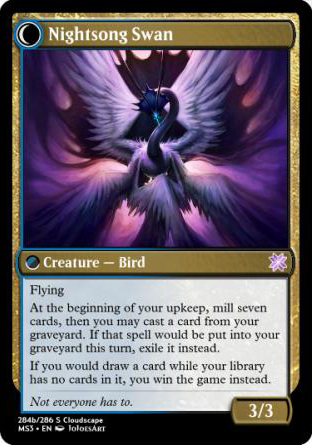 Nightsong Swan
Creature — Bird
Flying
At the beginning of your upkeep, mill seven
cards, then you may cast a card from your
graveyard. If that spell would be put into your
graveyard this turn, exile it instead.
If you would draw a card while your library
has no cards in it, you win the game instead.
Not everyone has to.
3/3
284b/286 S Cloudscape
MS3 • EN TOTOESART